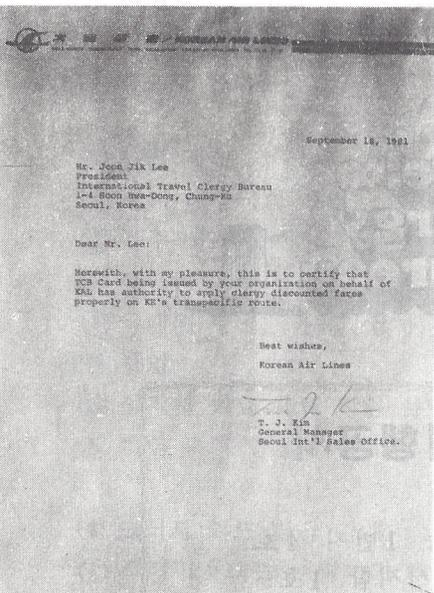 KOREAN AIR LINES
September 18, 1981
Mr. Joon Jik Lee
President
International Travel Clergy Bureau
1-4 Soon Hwa-Dong, Chung-Ku
Seoul, Korea
Dear Mr. Lee:
Herewith, with my pleasure, this is to certify that
TCB Card being issued by your organization on behalf of
KAL has authority to apply clergy discounted fares
properly on KE's transpacific route.
Best wishes,
Korean Air Lines
T. J. Kim
General Manager
Seoul Int'l Sales Office.